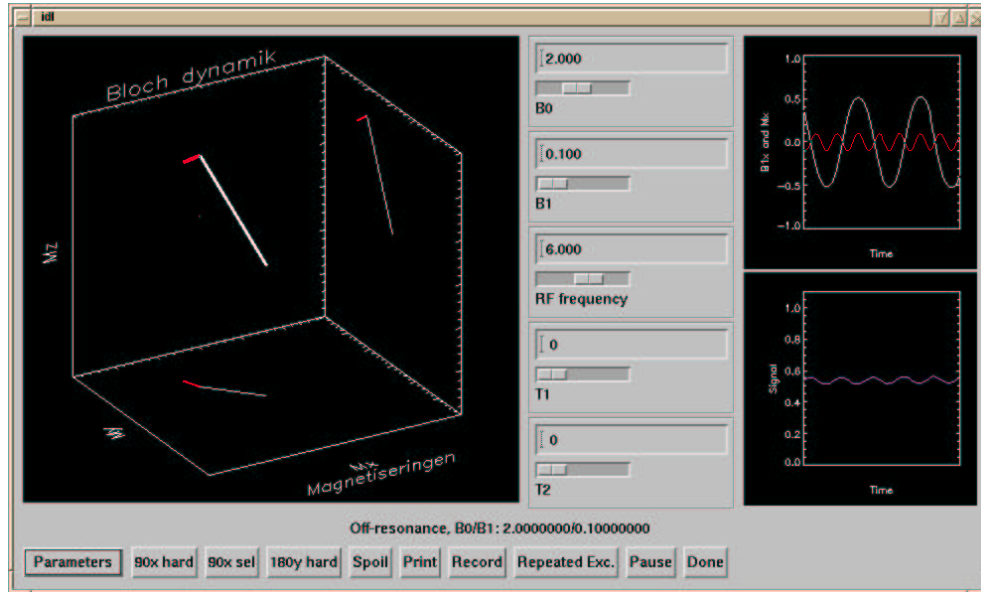 idl
Bloch dynamik
Mz
Mx
Magnetiseringen
2.000
B0
0.100
B1
6.000
RF frequency
0
T1
0
T2
1.0
0.5
0.0
−0.5
−1.0
B1x and Mx
Time
1.0
0.8
0.6
0.4
0.2
0.0
Signal
Time
Off-resonance, B0/B1: 2.0000000/0.10000000
Parameters 90x hard 90x sel 180y hard Spoil Print Record Repeated Exc. Pause Done